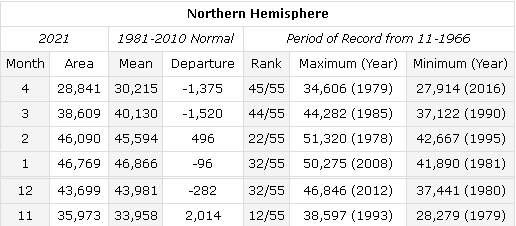 Northern Hemisphere
2021 1981-2010 Normal Period of Record from 11-1966
Month Area Mean Departure Rank Maximum (Year) Minimum (Year)
4 28,841 30,215 -1,375 45/55 34,606 (1979) 27,914 (2016)
3 38,609 40,130 -1,520 44/55 44,282 (1985) 37,122 (1990)
2 46,090 45,594 496 22/55 51,320 (1978) 42,667 (1995)
1 46,769 46,866 -96 32/55 50,275 (2008) 41,890 (1981)
12 43,699 43,981 -282 32/55 46,846 (2012) 37,441 (1980)
11 35,973 33,958 2,014 12/55 38,597 (1993) 28,279 (1979)